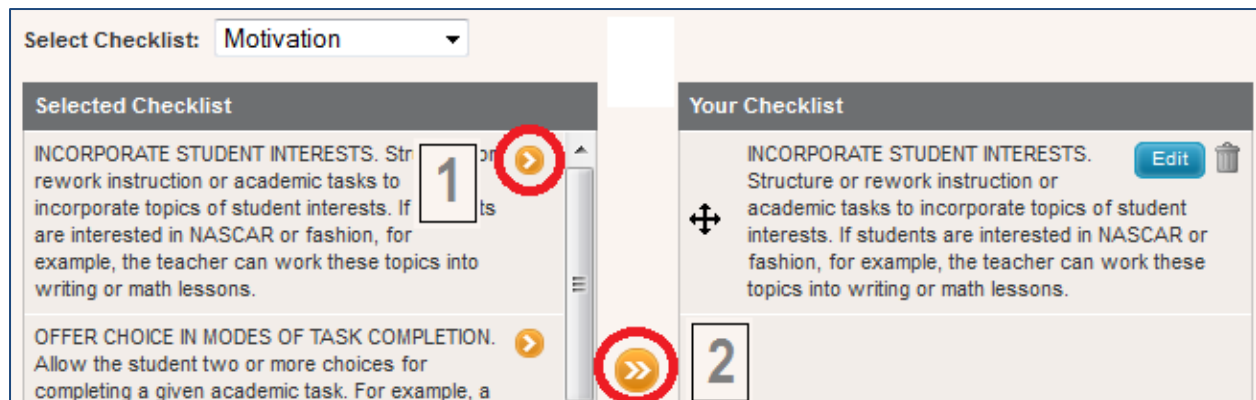 Select Checklist: Motivation
Selected Checklist
INCORPORATE STUDENT INTERESTS. Str
1
rework instruction or academic tasks to
incorporate topics of student interests. If ts
are interested in NASCAR or fashion, for
example, the teacher can work these topics into
writing or math lessons.
OFFER CHOICE IN MODES OF TASK COMPLETION.
Allow the student two or more choices for
completing a given academic task. For example, a
Your Checklist
INCORPORATE STUDENT INTERESTS.
Edit
Structure or rework instruction or
academic tasks to incorporate topics of student
interests. If students are interested in NASCAR or
fashion, for example, the teacher can work these
topics into writing or math lessons.
2